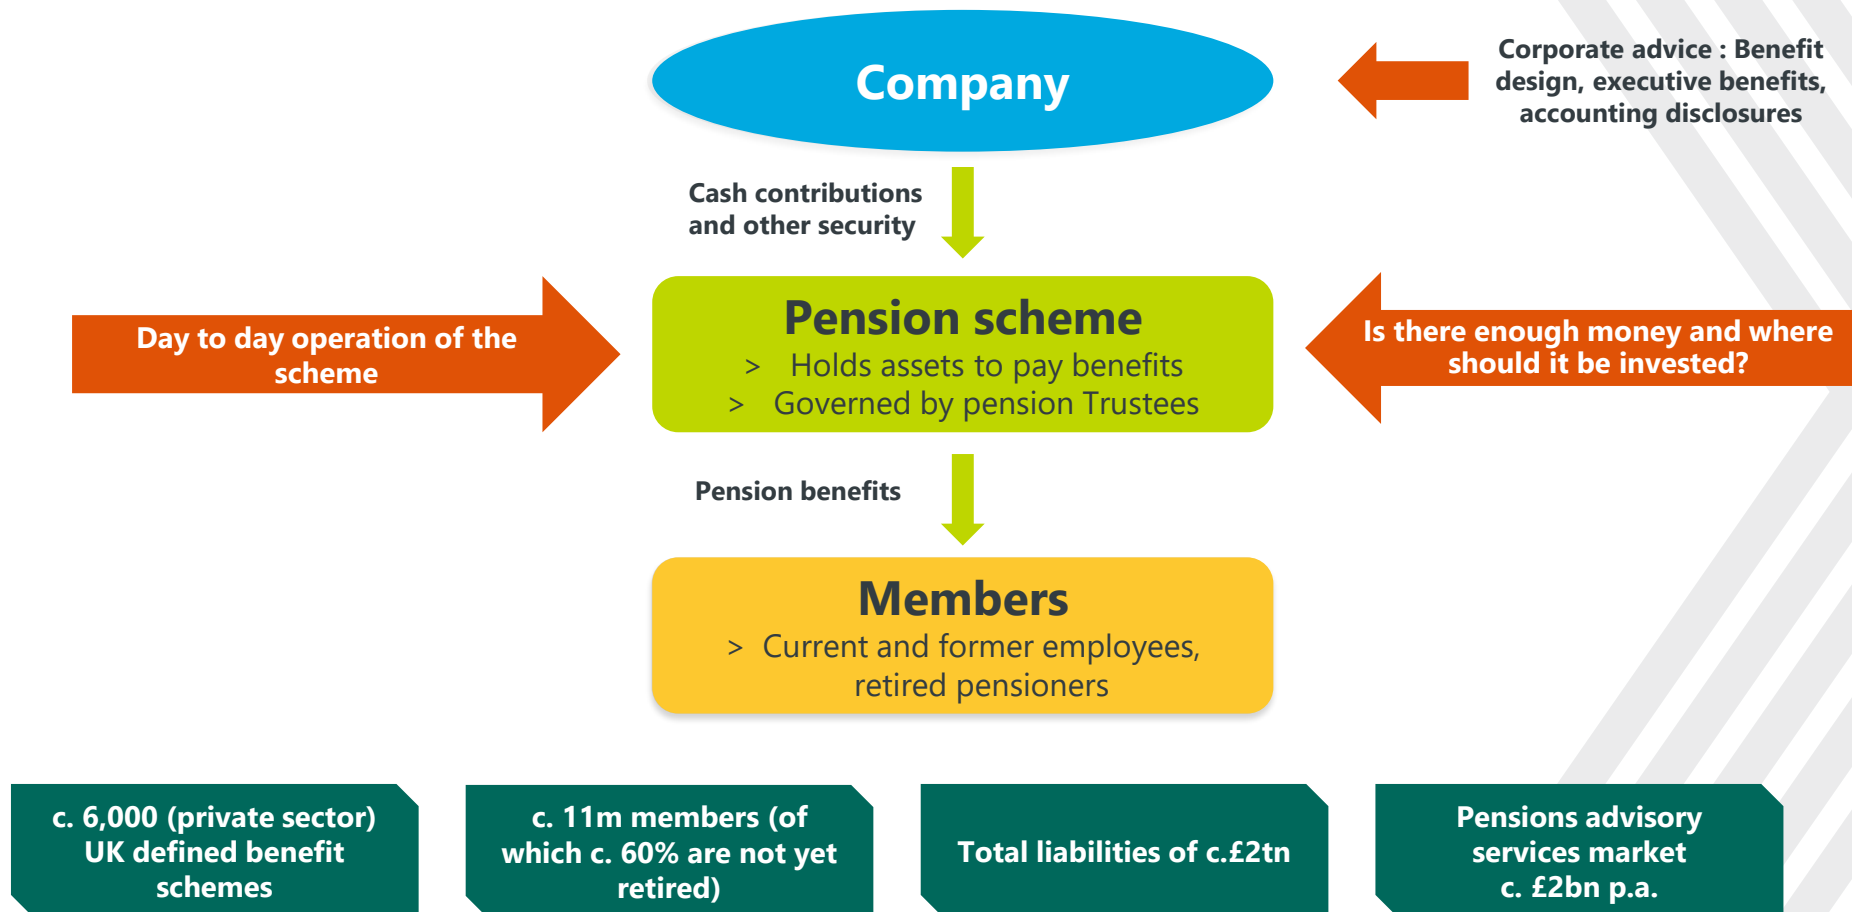 Company
Corporate advice : Benefit
design, executive benefits,
accounting disclosures
Cash contributions
and other security
Day to day operation of the
scheme
Pension scheme
> Holds assets to pay benefits
> Governed by pension Trustees
Is there enough money and where
should it be invested?
Pension benefits
Members
> Current and former employees,
retired pensioners
c. 6,000 (private sector)
UK defined benefit
schemes
c. 11m members (of
which c. 60% are not yet
retired)
Total liabilities of c.£2tn
Pensions advisory
services market
c. £2bn p.a.